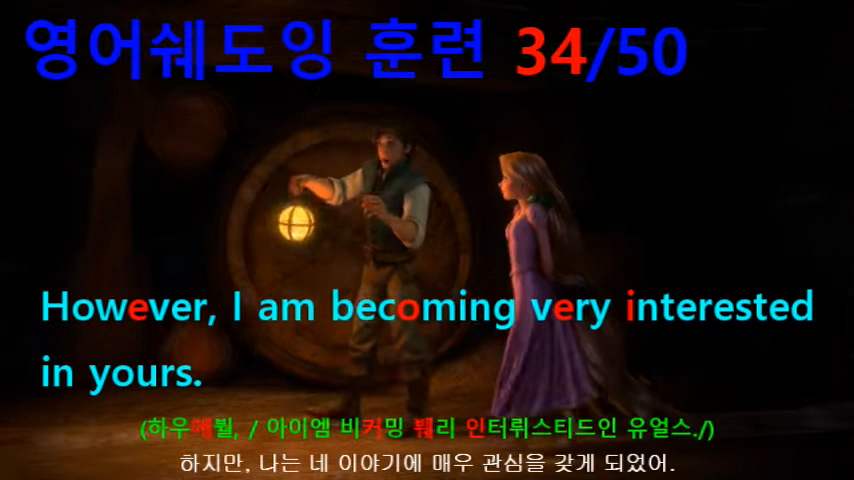 영어쉐도잉 훈련 34/50
However, I am becoming very interested
in yours.
(하우에붤, / 아이엠 비커밍 붸리 인터뤼스티드인 유얼스./)
하지만, 나는 네 이야기에 매우 관심을 갖게 되었어.